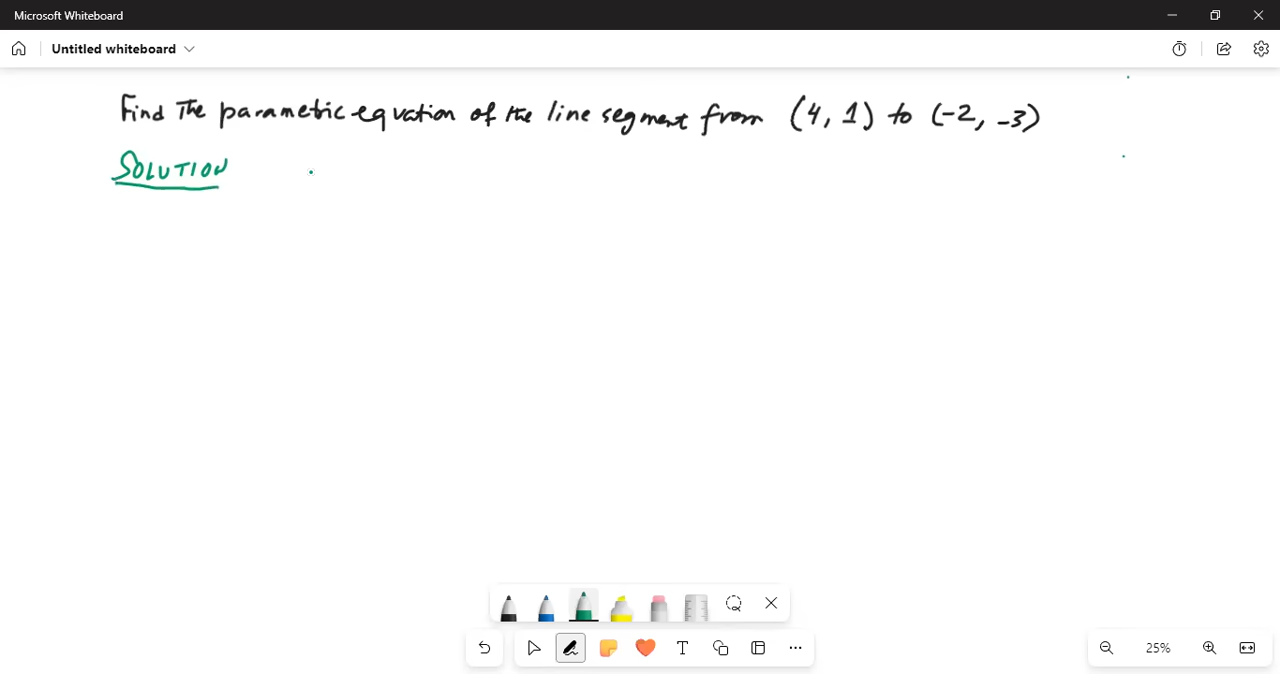 Microsoft Whiteboard
Untitled whiteboard
Find The parametric equation of the line segment from (4, 1) to (-2, -3)
SOLUTION
T
25%